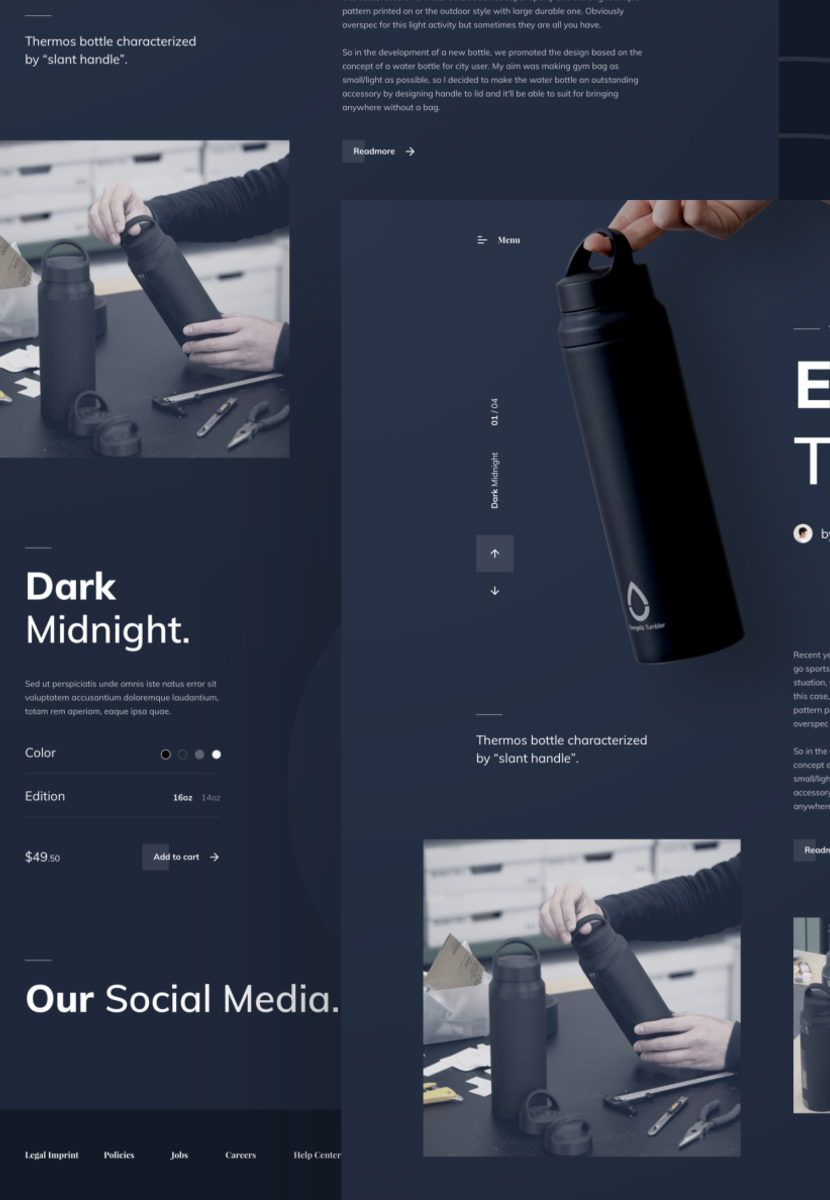 pattern printed on or the outdoor style with large durable one. Obviously
overspec for this light activity but sometimes they are all you have.
Thermos bottle characterized
by “slant handle”.
So in the development of a new bottle, we promoted the design based on the
concept of a water bottle for city user. My aim was making gym bag as
small/light as possible, so I decided to make the water bottle an outstanding
accessory by designing handle to lid and it'll be able to suit for bringing
anywhere without a bag.
Readmore
Menu
01 / 04
Dark Midnight
E
T
by
Energetic Tumbler
Dark
Midnight.
Sed ut perspiciatis unde omnis iste natus error sit
voluptatem accusantium doloremque laudantium,
totam rem aperiam, eaque ipsa quae.
Color
Edition
16oz 14oz
$49.50
Add to cart
Our Social Media.
Legal Imprint
Policies
Jobs
Careers
Help Center
Thermos bottle characterized
by “slant handle”.
Recent ye
go sports
stuation,
this case,
pattern p
overspec
So in the
concept o
small/ligh
accessory
anywhere
Readn